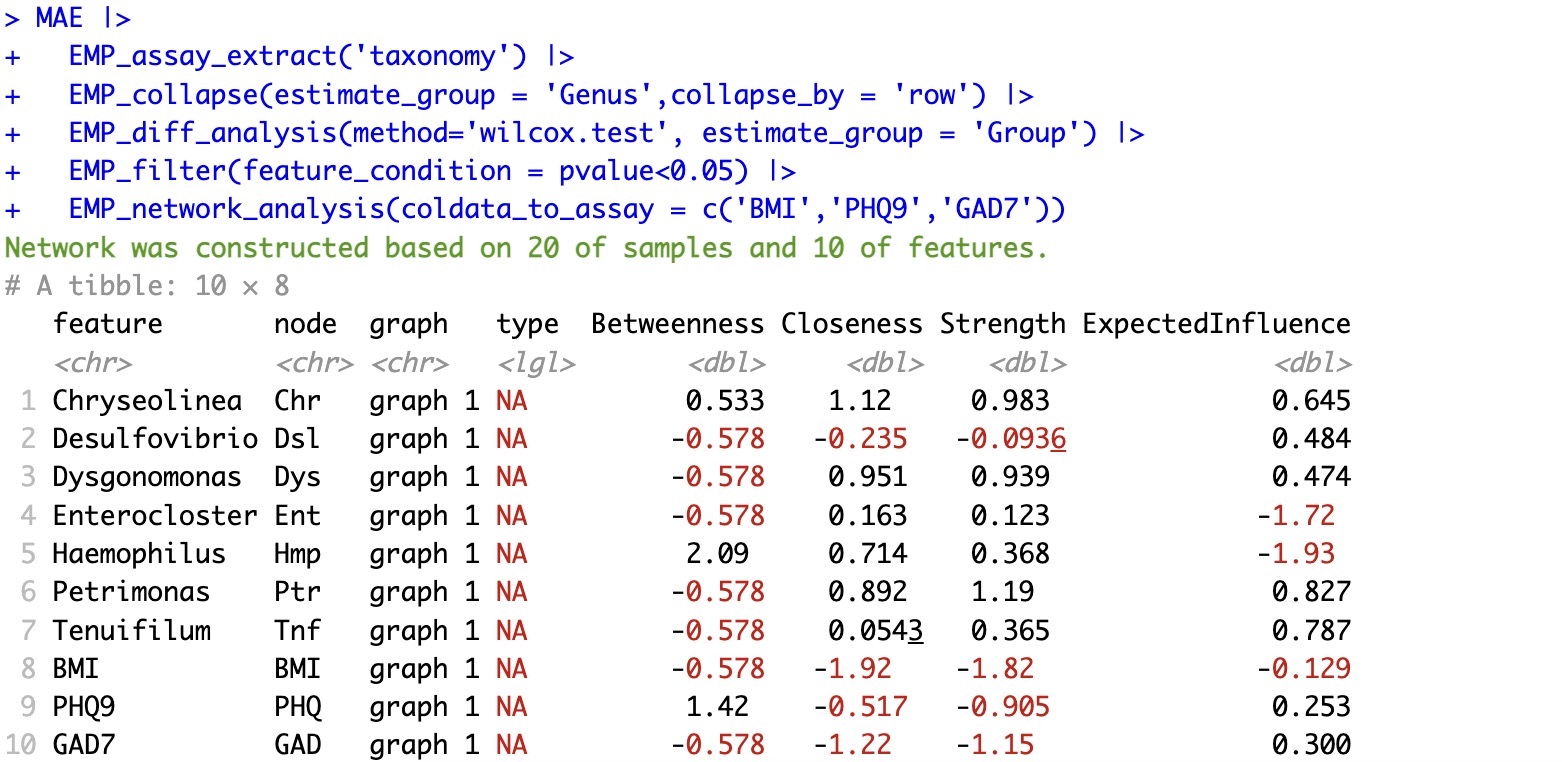 > MAE |>
+   EMP_assay_extract('taxonomy') |>
+   EMP_collapse(estimate_group = 'Genus',collapse_by = 'row') |>
+   EMP_diff_analysis(method='wilcox.test', estimate_group = 'Group') |>
+   EMP_filter(feature_condition = pvalue<0.05) |>
+   EMP_network_analysis(coldata_to_assay = c('BMI','PHQ9','GAD7'))
Network was constructed based on 20 of samples and 10 of features.
# A tibble: 10 × 8
   feature       node  graph   type  Betweenness Closeness Strength ExpectedInfluence
   <chr>         <chr> <chr>   <lgl>       <dbl>     <dbl>    <dbl>             <dbl>
 1 Chryseolinea  Chr   graph 1 NA          0.533    1.12     0.983              0.645
 2 Desulfovibrio Dsl   graph 1 NA         -0.578   -0.235   -0.0936             0.484
 3 Dysgonomonas  Dys   graph 1 NA         -0.578    0.951    0.939              0.474
 4 Enterocloster Ent   graph 1 NA         -0.578    0.163    0.123             -1.72
 5 Haemophilus   Hmp   graph 1 NA          2.09     0.714    0.368             -1.93
 6 Petrimonas    Ptr   graph 1 NA         -0.578    0.892    1.19               0.827
 7 Tenuifilum    Tnf   graph 1 NA         -0.578    0.0543   0.365              0.787
 8 BMI           BMI   graph 1 NA         -0.578   -1.92    -1.82              -0.129
 9 PHQ9          PHQ   graph 1 NA          1.42    -0.517   -0.905              0.253
10 GAD7          GAD   graph 1 NA         -0.578   -1.22    -1.15               0.300